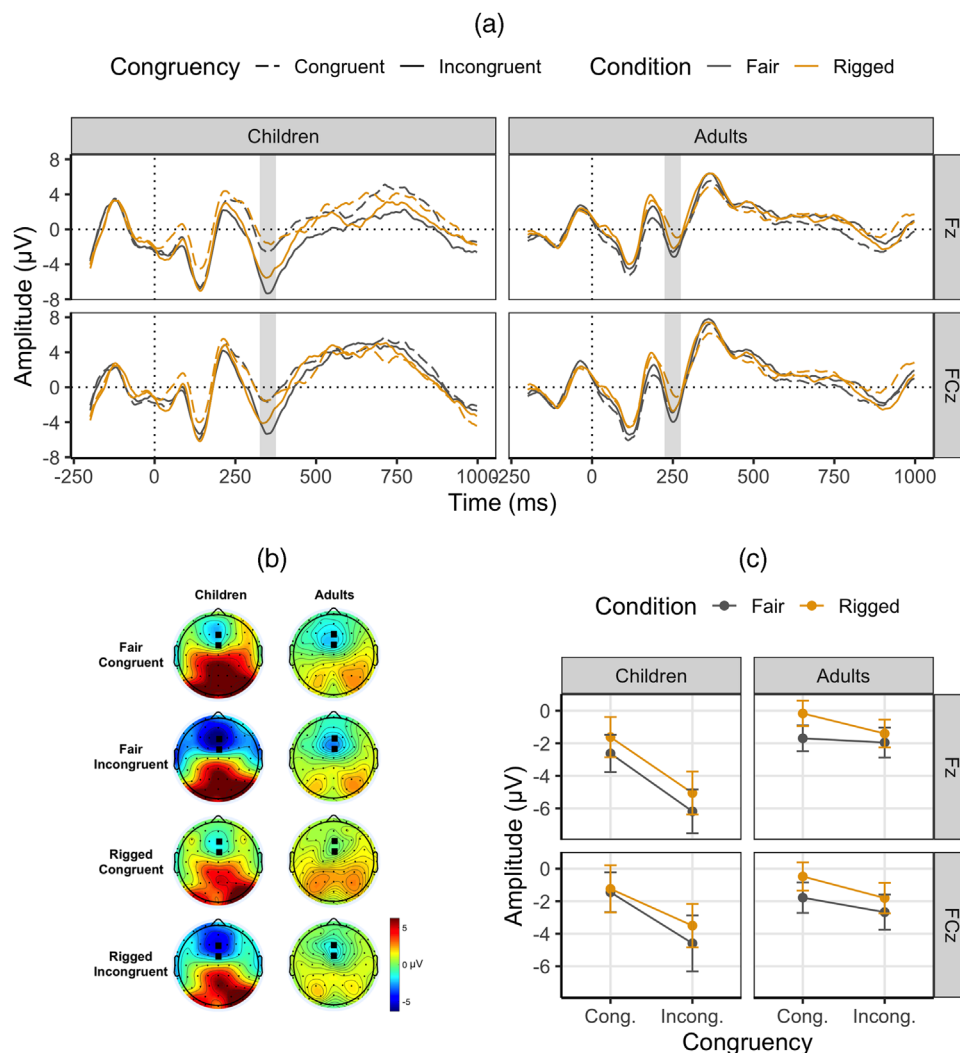 (a)
Congruency Congruent Incongruent Condition Fair Rigged
Children Adults
Amplitude (µV)
8
4
0
-4
-8
Fz
8
4
0
-4
-8
FCz
-250 0 250 500 750 1000
-250 0 250 500 750 1000
Time (ms)
(b)
Children Adults
Fair
Congruent
Fair
Incongruent
Rigged
Congruent
Rigged
Incongruent
5
0 µV
-5
(c)
Condition Fair Rigged
Children Adults
Amplitude (µV)
0
-2
-4
-6
Fz
0
-2
-4
-6
FCz
Cong. Incong. Cong. Incong.
Congruency